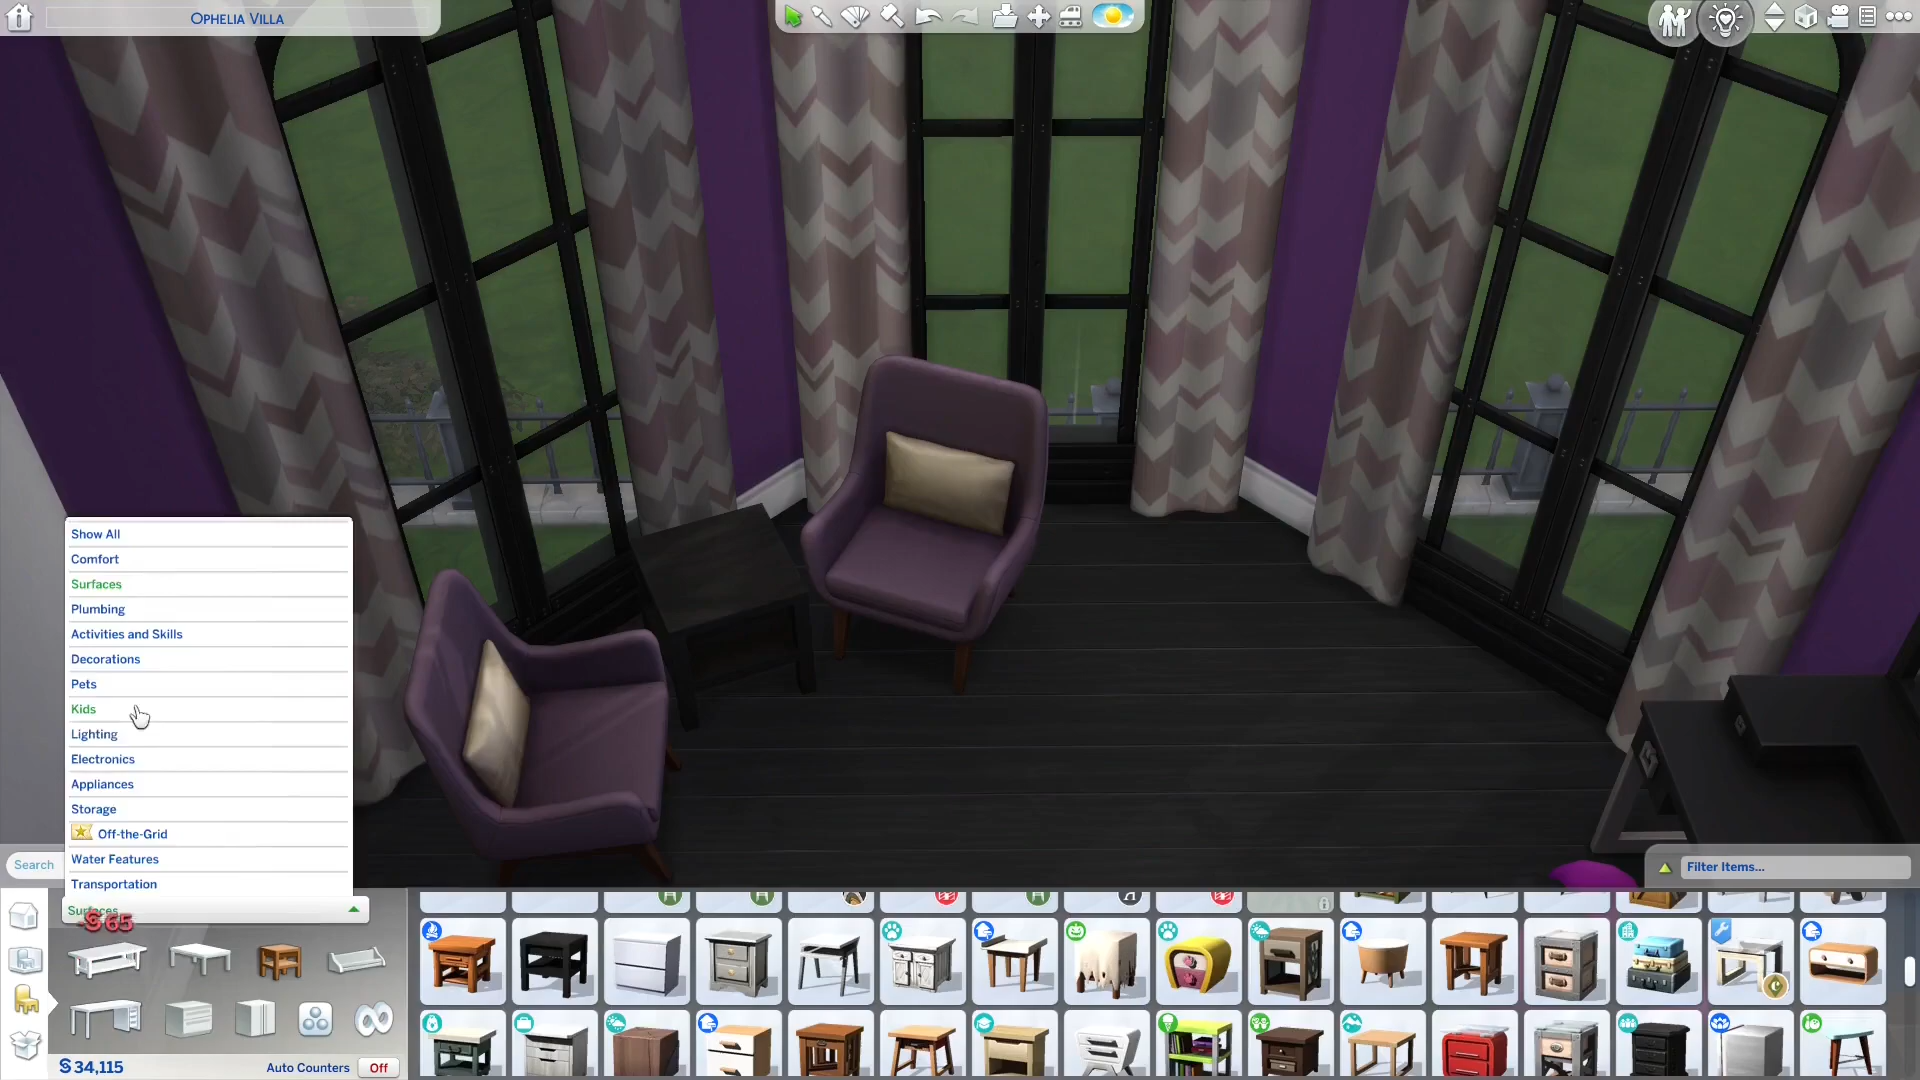 Ophelia Villa
Show All
Comfort
Surfaces
Plumbing
Activities and Skills
Decorations
Pets
Kids
Lighting
Electronics
Appliances
Storage
Off-the-Grid
Water Features
Transportation
Search
Filter Items...
Surfaces
§65
§34,115
Auto Counters
Off